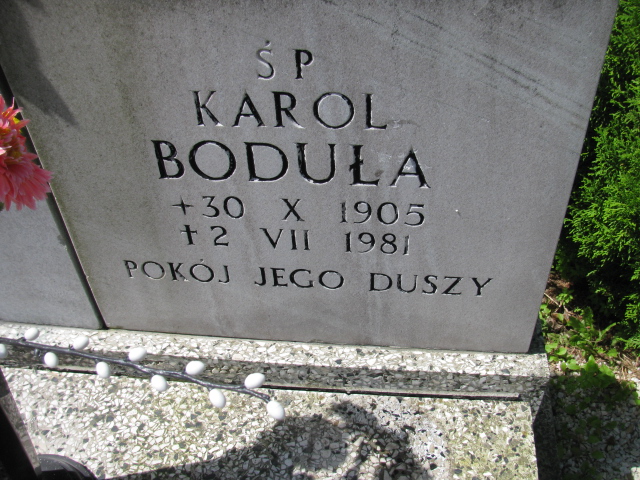 ŚP
KAROL
BODUŁA
+30 X 1905
†2 VII 1981
POKÓJ JEGO DUSZY